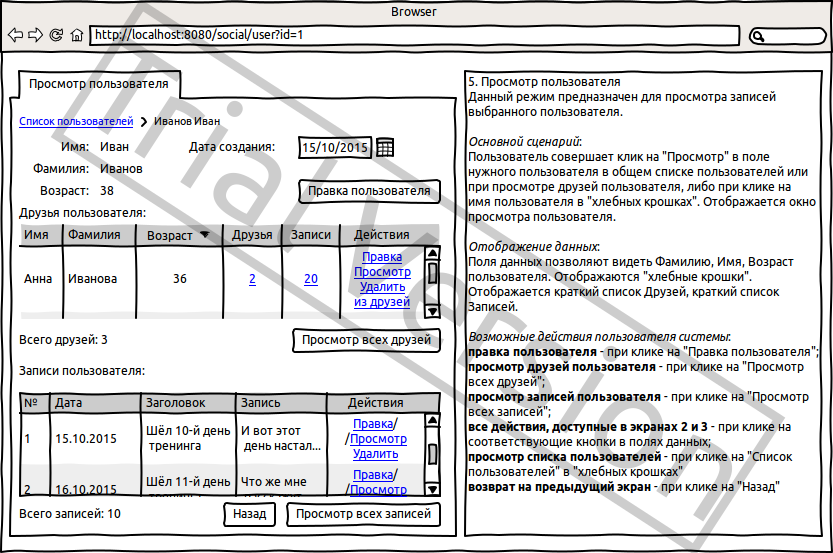 Browser
http://localhost:8080/social/user?id=1
Просмотр пользователя
Список пользователей Иванов Иван
Имя: Иван Дата создания: 15/10/2015
Фамилия: Иванов
Возраст: 38 Правка пользователя
Друзья пользователя:
Имя Фамилия Возраст Друзья Записи Действия
Анна Иванова 36 2 20 Правка
Просмотр
Удалить
из друзей
Всего друзей: 3 Просмотр всех друзей
Записи пользователя:
№ Дата Заголовок Запись Действия
1 15.10.2015 Шёл 10-й день тренинга И вот этот день настал... Правка/
/Просмотр
Удалить
2 16.10.2015 Шёл 11-й день Что же мне Правка/
/Просмотр
Всего записей: 10 Назад Просмотр всех записей
5. Просмотр пользователя
Данный режим предназначен для просмотра записей
выбранного пользователя.
Основной сценарий:
Пользователь совершает клик на "Просмотр" в поле
нужного пользователя в общем списке пользователей или
при просмотре друзей пользователя, либо при клике на
имя пользователя в "хлебных крошках". Отображается окно
просмотра пользователя.
Отображение данных:
Поля данных позволяют видеть Фамилию, Имя, Возраст
пользователя. Отображаются "хлебные крошки".
Отображается краткий список Друзей, краткий список
Записей.
Возможные действия пользователя системы:
правка пользователя - при клике на "Правка пользователя";
просмотр друзей пользователя - при клике на "Просмотр
всех друзей";
просмотр записей пользователя - при клике на "Просмотр
всех записей";
все действия, доступные в экранах 2 и 3 - при клике на
соответствующие кнопки в полях данных;
просмотр списка пользователей - при клике на "Список
пользователей" в "хлебных крошках"
возврат на предыдущий экран - при клике на "Назад"
Trial Version